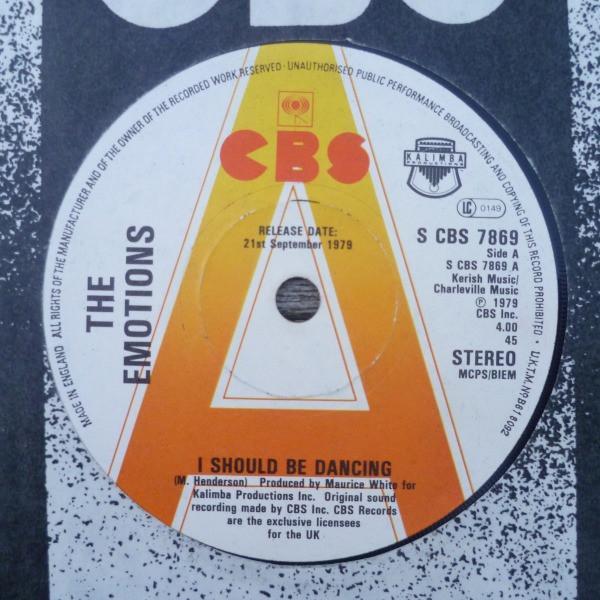 MADE IN ENGLAND ALL RIGHTS OF THE MANUFACTURER AND OF THE OWNER OF THE RECORDED WORK RESERVED · UNAUTHORISED PUBLIC PERFORMANCE BROADCASTING AND COPYING OF THIS RECORD PROHIBITED · U.K.T.M.Nº B618092
CBS
KALIMBA
PRODUCTIONS
LC 0149
RELEASE DATE:
21st September 1979
THE
EMOTIONS
S CBS 7869
Side A
S CBS 7869 A
Kerish Music/
Charleville Music
℗ 1979
CBS Inc.
4.00
45
STEREO
MCPS/BIEM
I SHOULD BE DANCING
(M. Henderson) Produced by Maurice White for
Kalimba Productions Inc. Original sound
recording made by CBS Inc. CBS Records
are the exclusive licensees
for the UK